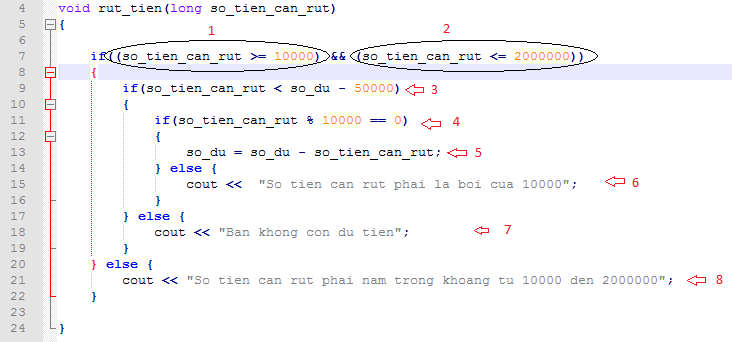 4 void rut_tien(long so_tien_can_rut)
1 2
5 {
6
7 if((so_tien_can_rut >= 10000) && (so_tien_can_rut <= 2000000))
8 {
9 if(so_tien_can_rut < so_du - 50000) 3
10 {
11 if(so_tien_can_rut % 10000 == 0) 4
12 {
13 so_du = so_du - so_tien_can_rut; 5
14 } else {
15 cout << "So tien can rut phai la boi cua 10000"; 6
16 }
17 } else {
18 cout << "Ban khong con du tien"; 7
19 }
20 } else {
21 cout << "So tien can rut phai nam trong khoang tu 10000 den 2000000"; 8
22 }
23
24 }